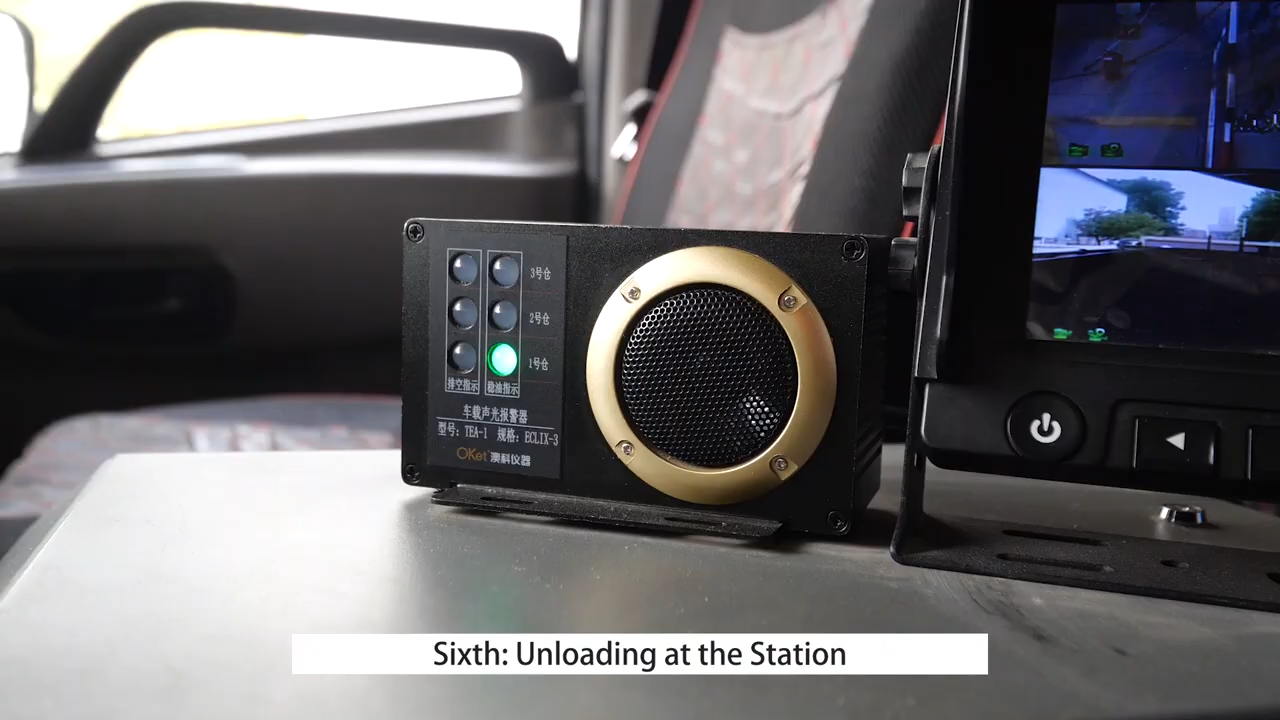 3号仓
2号仓
1号仓
排空指示 稳油指示
车载声光报警器
型号：TEA-1 规格：ECLIX-3
OKet 澳科仪器
Sixth: Unloading at the Station